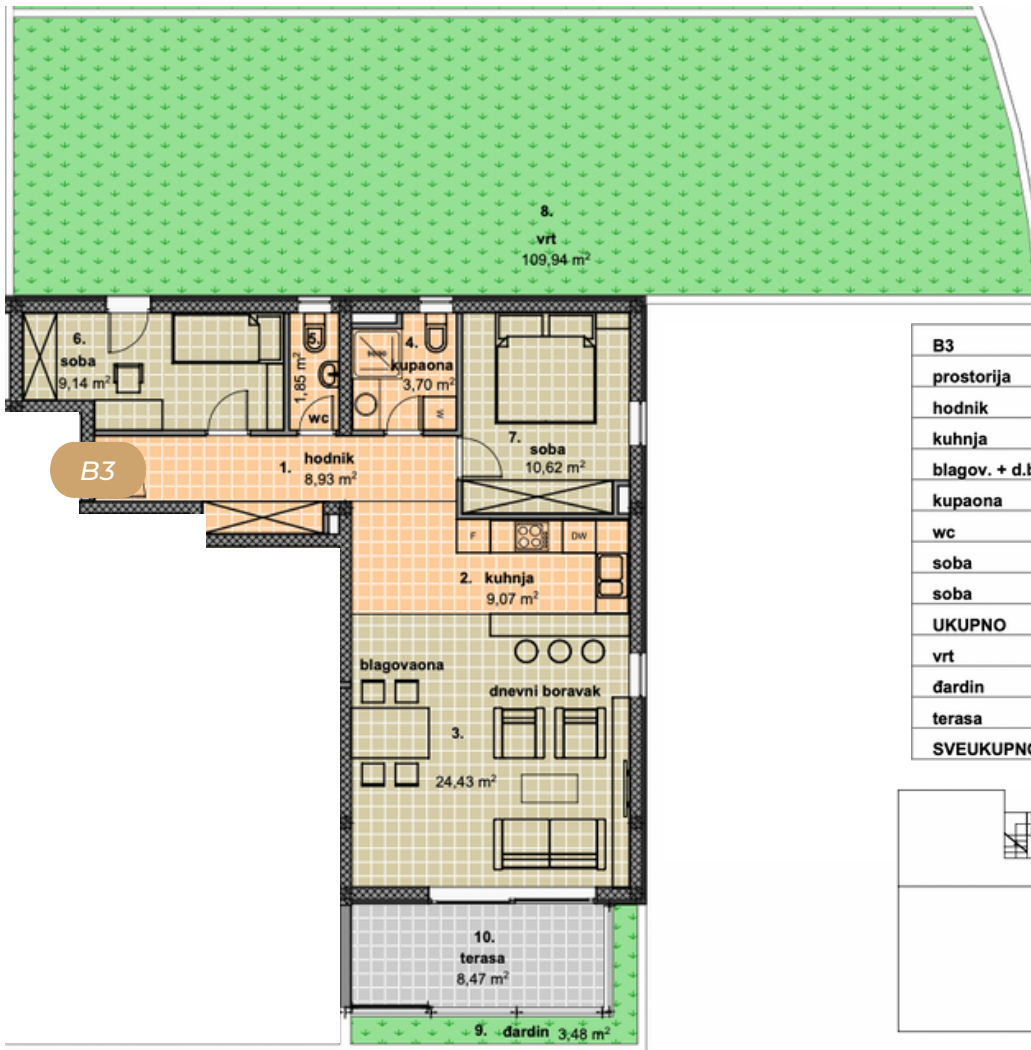 8.
vrt
109,94 m²
6.
soba
9,14 m²
5.
1,85 m²
wc
4.
kupaona
3,70 m²
W
7.
soba
10,62 m²
B3
1.
hodnik
8,93 m²
F
DW
2. kuhnja
9,07 m²
blagovaona
dnevni boravak
3.
24,43 m²
10.
terasa
8,47 m²
9. đardin 3,48 m²
B3
prostorija
hodnik
kuhnja
blagov. + d.b
kupaona
wc
soba
soba
UKUPNO
vrt
đardin
terasa
SVEUKUPNO